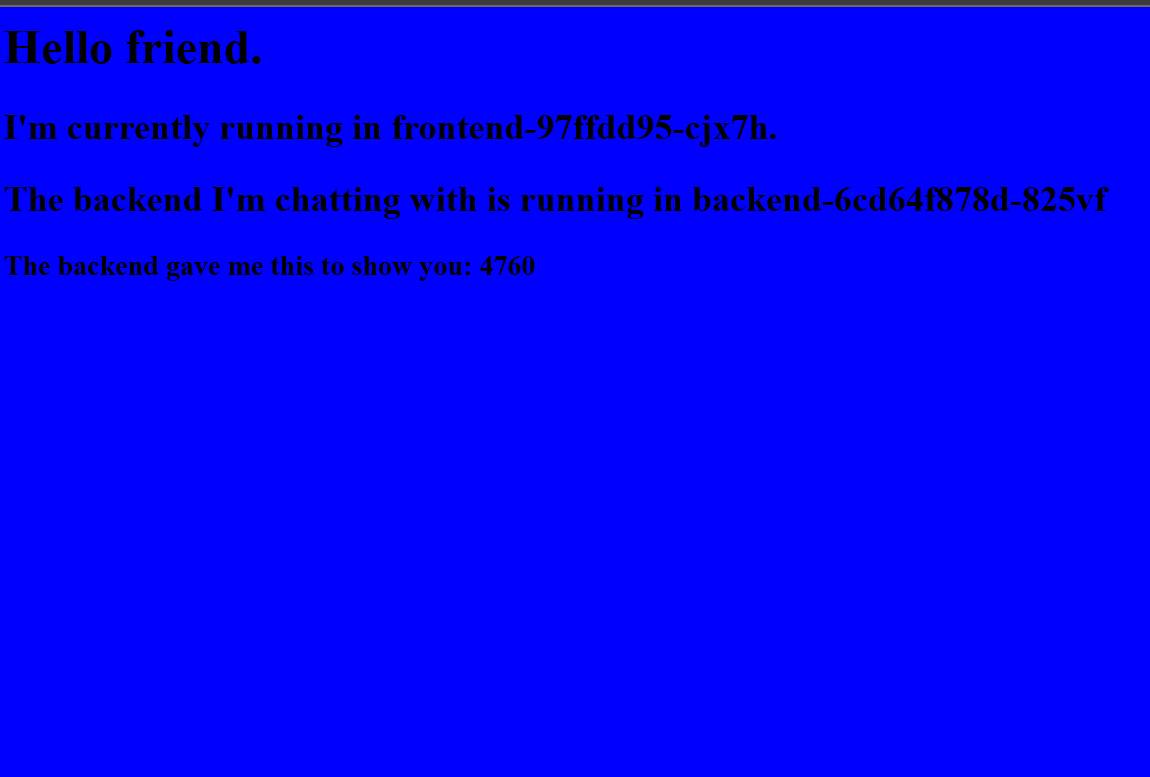 Hello friend.
I'm currently running in frontend-97ffdd95-cjx7h.
The backend I'm chatting with is running in backend-6cd64f878d-825vf
The backend gave me this to show you: 4760